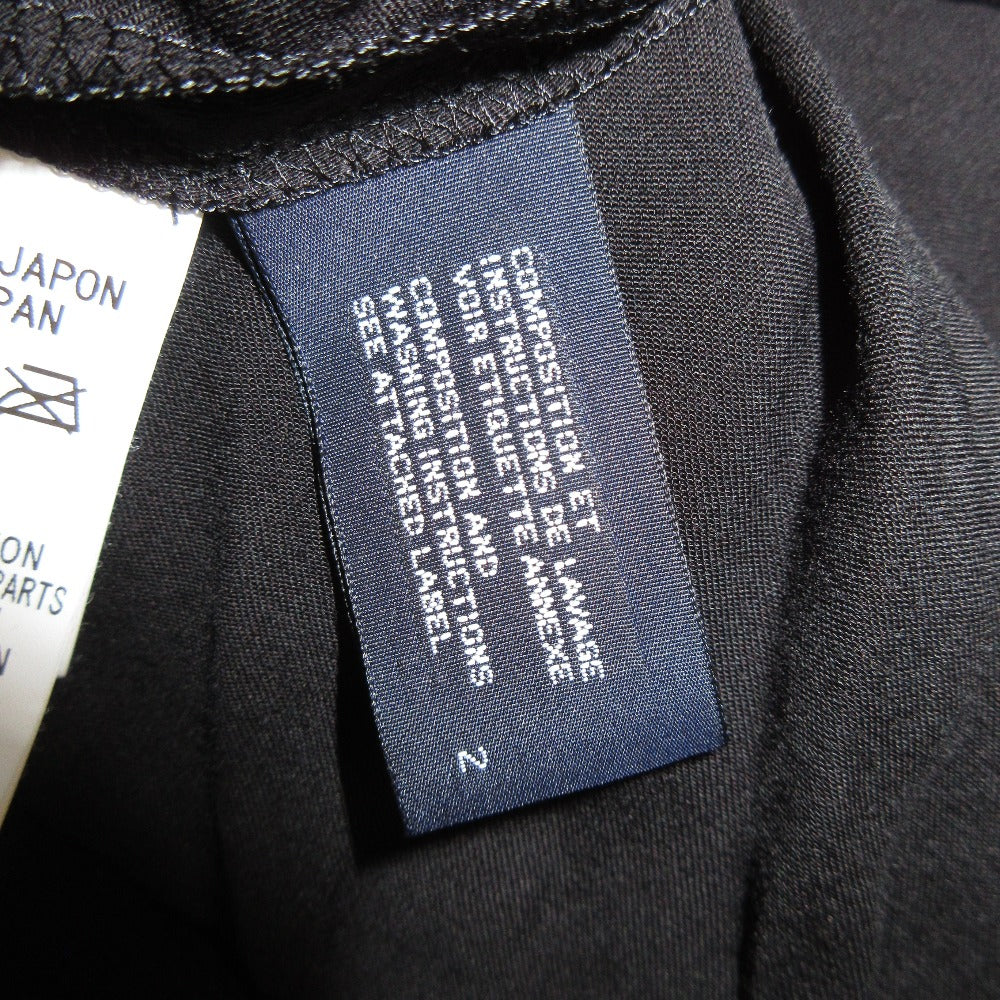 JAPON
PAN
ON
PARTS
N
COMPOSITION ET
INSTRUCTIONS DE LAVAGE
VOIR ETIQUETTE ANNEXE
COMPOSITION AND
WASHING INSTRUCTIONS
SEE ATTACHED LABEL
2